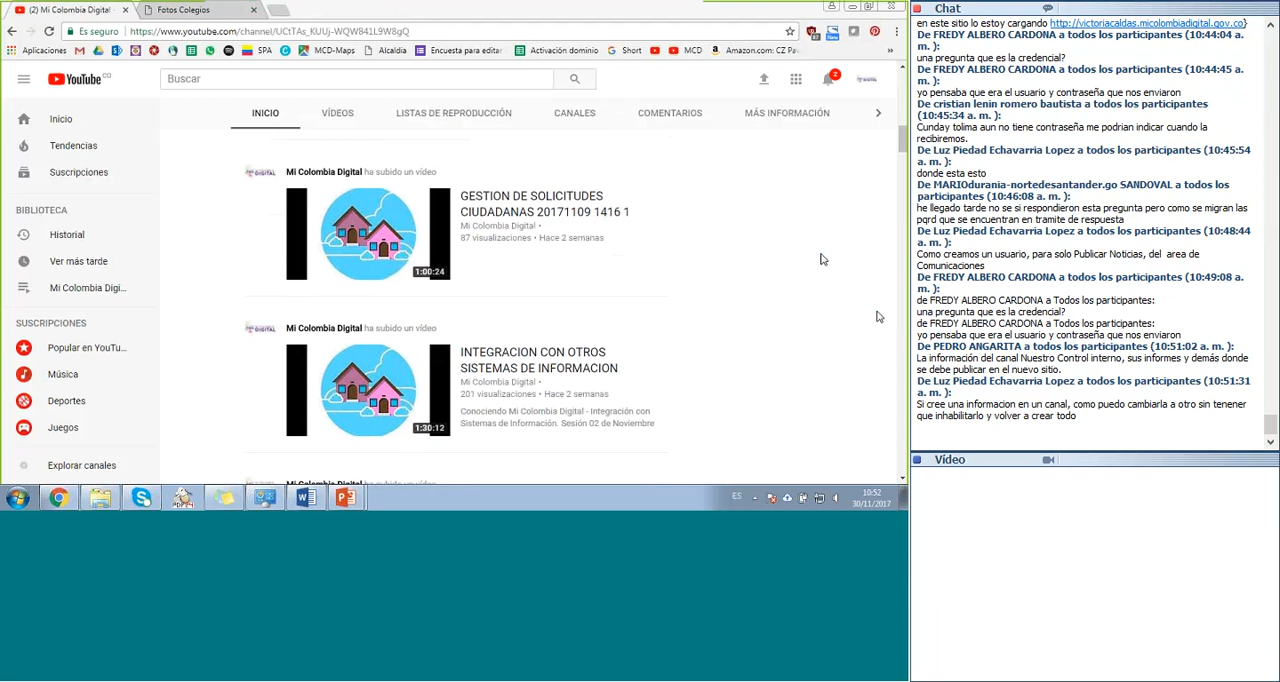 (2) Mi Colombia Digital -
Fotos Colegios
Es seguro
https://www.youtube.com/channel/UCtTAs_KUUj-WQW841L9W8gQ
Aplicaciones
SPA
MCD-Maps
Alcaldia
Encuesta para editar
Activación dominio
Short
MCD
Amazon.com: CZ Pav
»
YouTube CO
Buscar
2
INICIO
VÍDEOS
LISTAS DE REPRODUCCIÓN
CANALES
COMENTARIOS
MÁS INFORMACIÓN
Inicio
Tendencias
Suscripciones
BIBLIOTECA
Historial
Ver más tarde
Mi Colombia Digi...
SUSCRIPCIONES
Popular en YouTu...
Música
Deportes
Juegos
Explorar canales
Mi Colombia Digital ha subido un vídeo
GESTION DE SOLICITUDES
CIUDADANAS 20171109 1416 1
Mi Colombia Digital •
87 visualizaciones • Hace 2 semanas
1:00:24
Mi Colombia Digital ha subido un vídeo
INTEGRACION CON OTROS
SISTEMAS DE INFORMACION
Mi Colombia Digital •
201 visualizaciones • Hace 2 semanas
Conociendo Mi Colombia Digital - Integración con
Sistemas de Información. Sesión 02 de Noviembre
1:30:12
ES
10:52
30/11/2017
Chat
en este sitio lo estoy cargando http://victoriacaldas.micolombiadigital.gov.co}
De FREDY ALBERO CARDONA a todos los participantes (10:44:04 a.
m. ):
una pregunta que es la credencial?
De FREDY ALBERO CARDONA a todos los participantes (10:44:45 a.
m. ):
yo pensaba que era el usuario y contraseña que nos enviaron
De cristian lenin romero bautista a todos los participantes
(10:45:34 a. m. ):
Cunday tolima aun no tiene contraseña me podrian indicar cuando la
recibiremos.
De Luz Piedad Echavarria Lopez a todos los participantes (10:45:54
a. m. ):
donde esta esto
De MARIOdurania-nortedesantander.go SANDOVAL a todos los
participantes (10:46:08 a. m. ):
he llegado tarde no se si respondieron esta pregunta pero como se migran las
pqrd que se encuentran en tramite de respuesta
De Luz Piedad Echavarria Lopez a todos los participantes (10:48:44
a. m. ):
Como creamos un usuario, para solo Publicar Noticias, del area de
Comunicaciones
De FREDY ALBERO CARDONA a todos los participantes (10:49:08 a.
m. ):
de FREDY ALBERO CARDONA a Todos los participantes:
una pregunta que es la credencial?
de FREDY ALBERO CARDONA a Todos los participantes:
yo pensaba que era el usuario y contraseña que nos enviaron
De PEDRO ANGARITA a todos los participantes (10:51:02 a. m. ):
La información del canal Nuestro Control interno, sus informes y demás donde
se debe publicar en el nuevo sitio.
De Luz Piedad Echavarria Lopez a todos los participantes (10:51:31
a. m. ):
Si cree una informacion en un canal, como puedo cambiarla a otro sin tenener
que inhabilitarlo y volver a crear todo
Vídeo